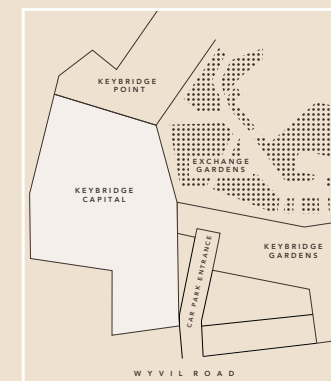 KEYBRIDGE
POINT
EXCHANGE
GARDENS
KEYBRIDGE
CAPITAL
CAR PARK ENTRANCE
KEYBRIDGE
GARDENS
WYVIL ROAD